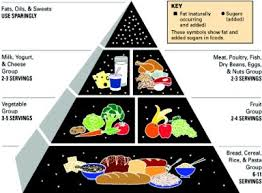 Fats, Oils, & Sweets
USE SPARINGLY
KEY
Fat (naturally
occurring
and added)
Sugars
(added)
These symbols show fat and
added sugars in foods.
Milk, Yogurt,
& Cheese
Group
2-3 SERVINGS
Meat, Poultry, Fish,
Dry Beans, Eggs,
& Nuts Group
2-3 SERVINGS
Vegetable
Group
3-5 SERVINGS
Fruit
Group
2-4 SERVINGS
Bread, Cereal,
Rice, & Pasta
Group
6-11
SERVINGS